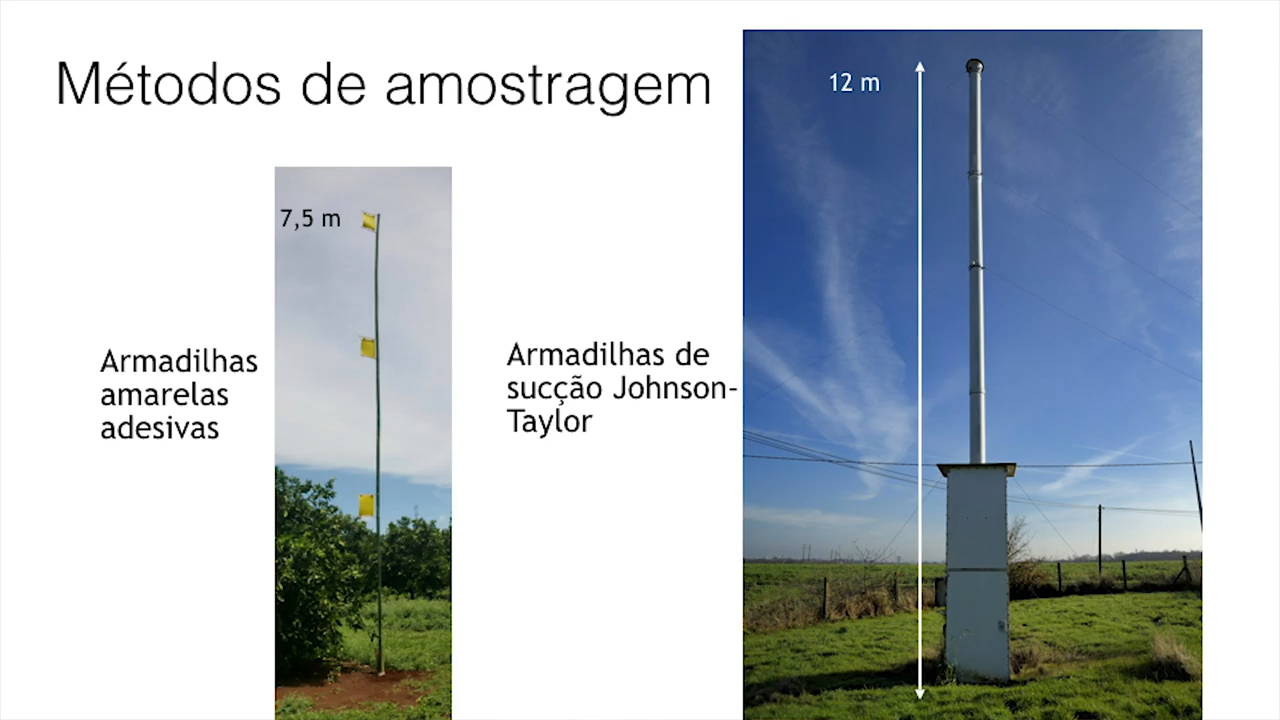 Métodos de amostragem
7,5 m
Armadilhas
amarelas
adesivas
Armadilhas de
sucção Johnson-
Taylor
12 m